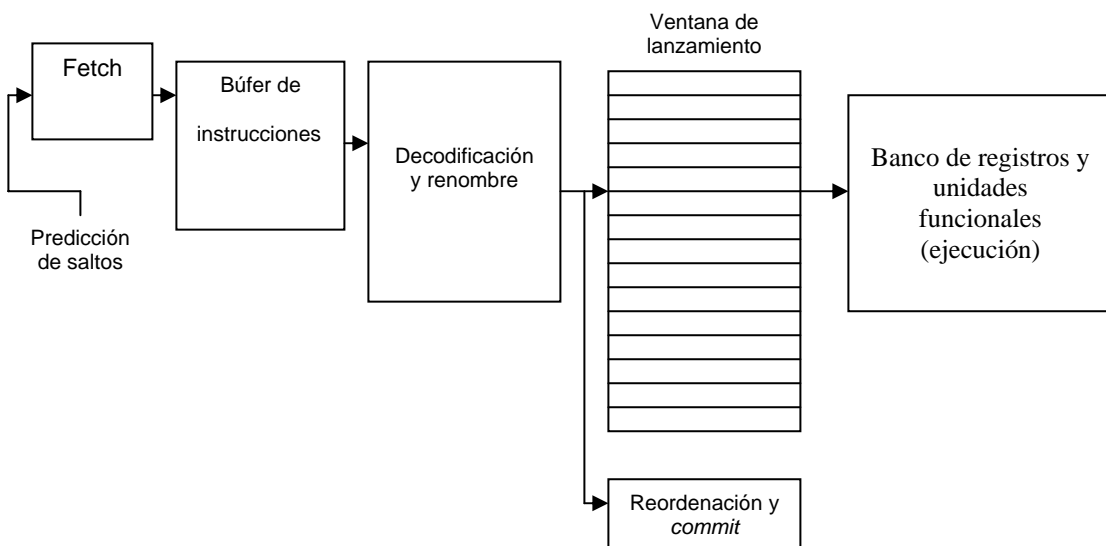 Fetch
Predicción
de saltos
Búfer de
instrucciones
Decodificación
y renombre
Ventana de
lanzamiento
Banco de registros y
unidades
funcionales
(ejecución)
Reordenación y
commit